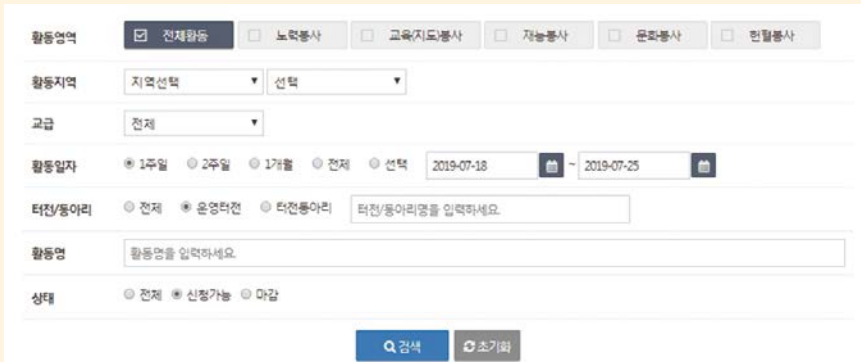 활동영역 전체활동 노력봉사 교육(지도)봉사 재능봉사 문화봉사 헌혈봉사
활동지역 지역선택 선택
교급 전체
활동일자 1주일 2주일 1개월 전체 선택 2019-07-18 ~ 2019-07-25
터전/동아리 전체 운영터전 터전동아리 터전/동아리명을 입력하세요.
활동명 활동명을 입력하세요.
상태 전체 신청가능 마감
검색 초기화